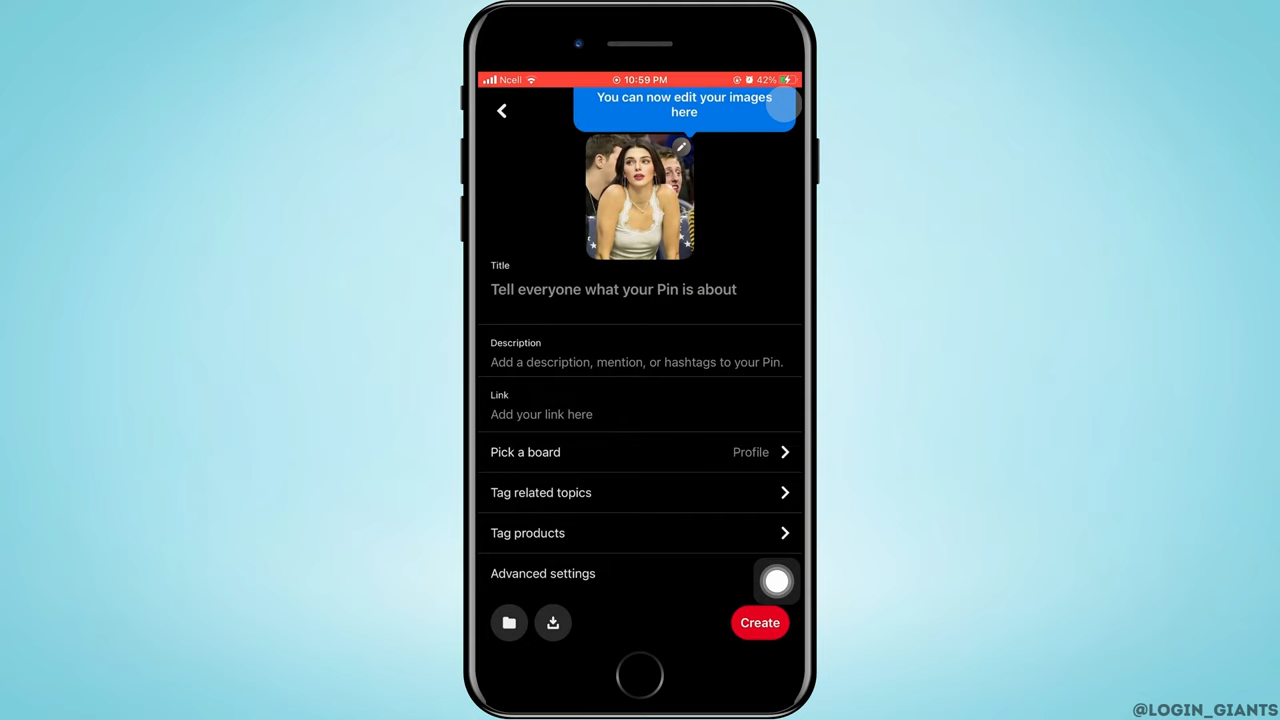 Ncell 10:59 PM 42%
You can now edit your images
here
Title
Tell everyone what your Pin is about
Description
Add a description, mention, or hashtags to your Pin.
Link
Add your link here
Pick a board Profile
Tag related topics
Tag products
Advanced settings
Create
@LOGIN_GIANTS